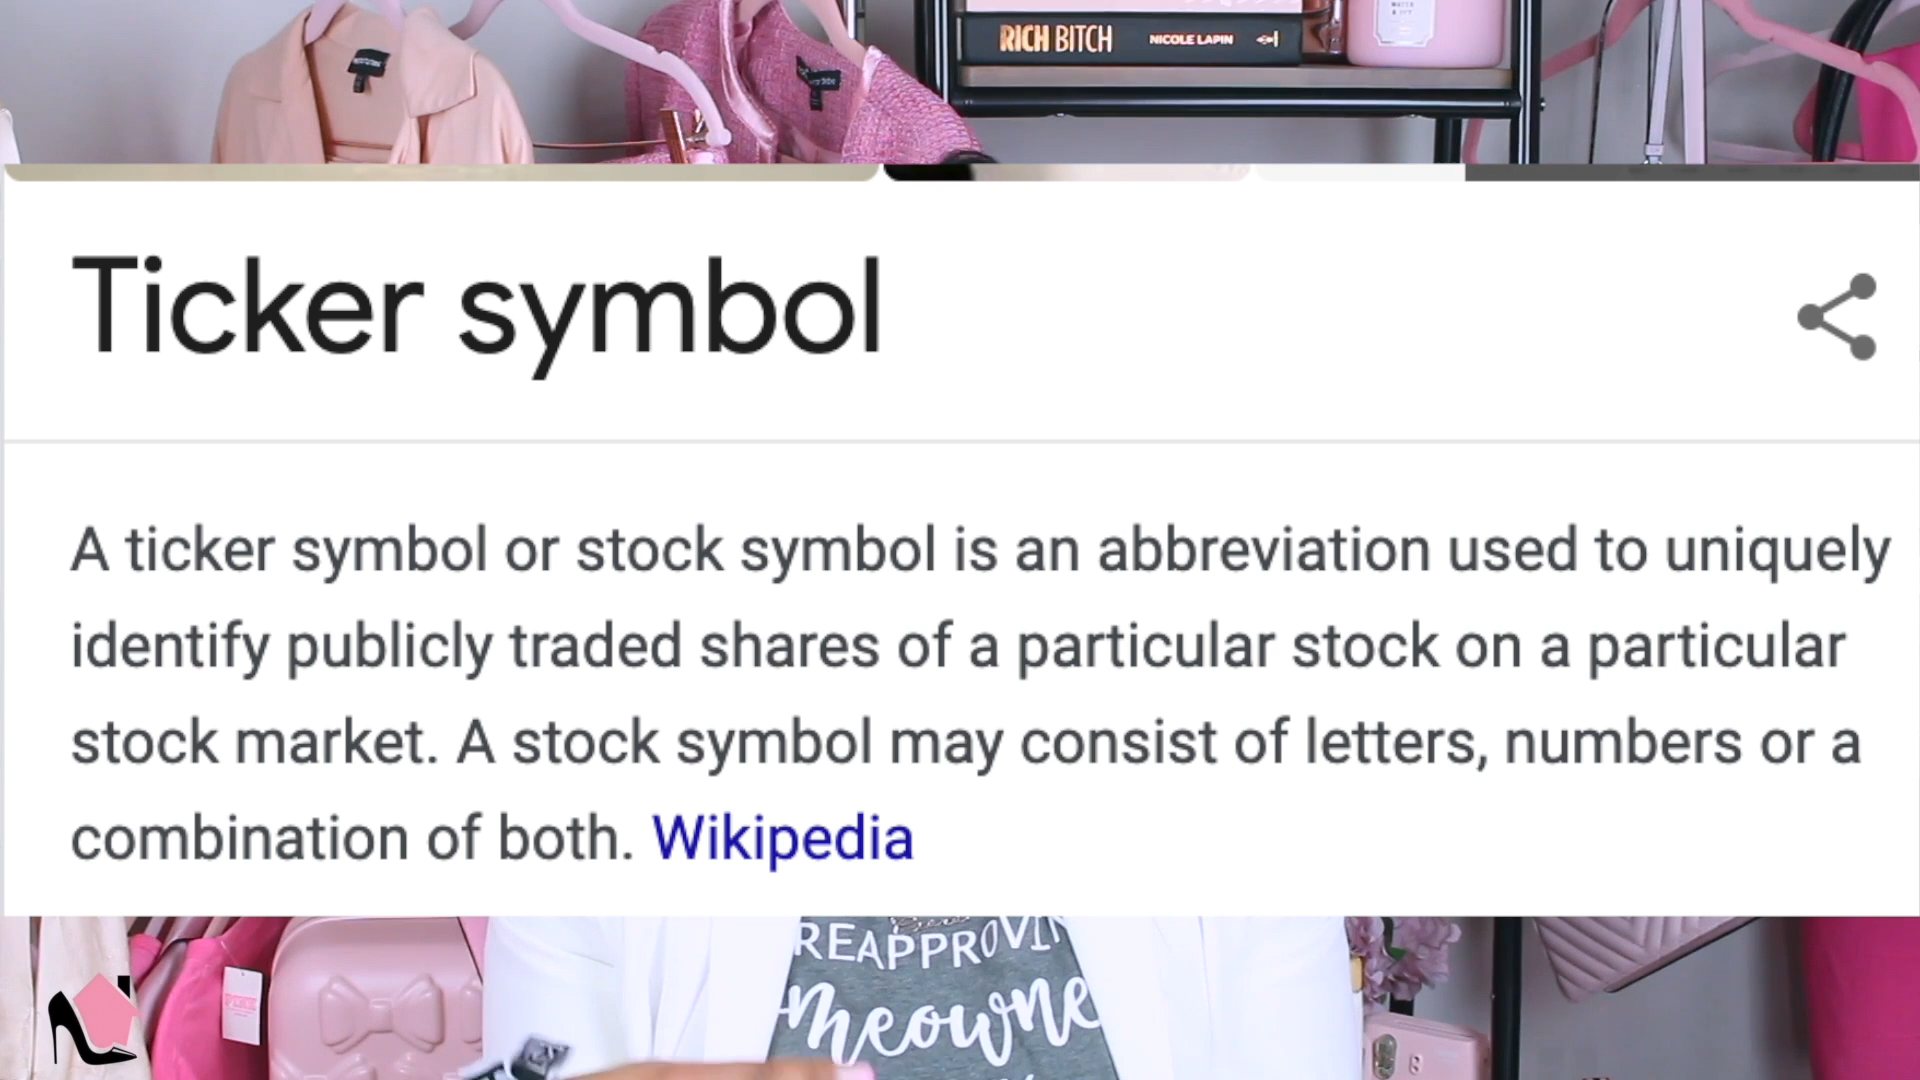 RICH BITCH NICOLE LAPIN
Ticker symbol
A ticker symbol or stock symbol is an abbreviation used to uniquely
identify publicly traded shares of a particular stock on a particular
stock market. A stock symbol may consist of letters, numbers or a
combination of both. Wikipedia
REAPPROVIN
meowne